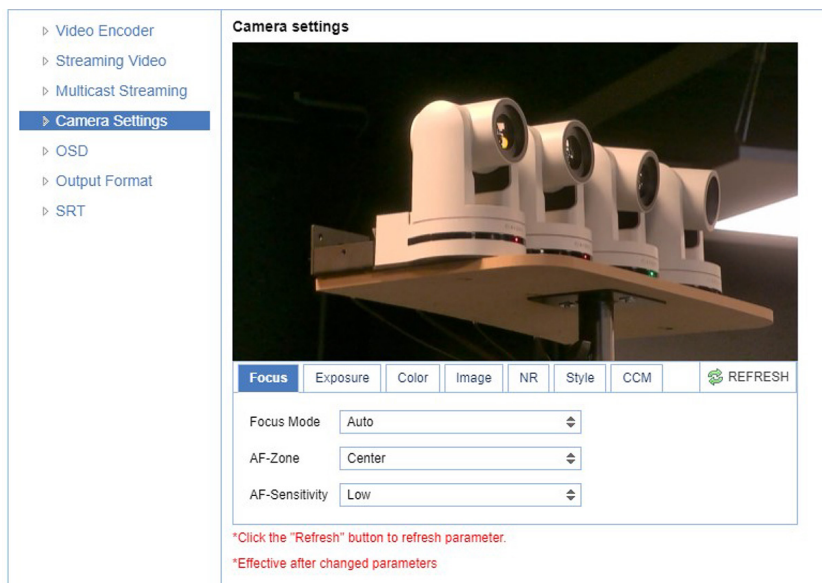 Video Encoder
Streaming Video
Multicast Streaming
Camera Settings
OSD
Output Format
SRT
Camera settings
Focus Exposure Color Image NR Style CCM REFRESH
Focus Mode Auto
AF-Zone Center
AF-Sensitivity Low
*Click the "Refresh" button to refresh parameter.
*Effective after changed parameters